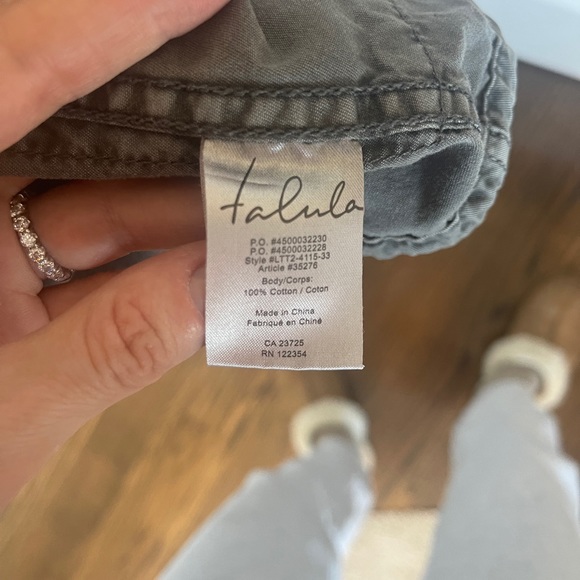 talula
P.O. #4500032230
P.O. #4500032228
Style #LTT2-4115-33
Article #35276
Body/Corps:
100% Cotton / Coton
Made in China
Fabriqué en Chine
CA 23725
RN 122354